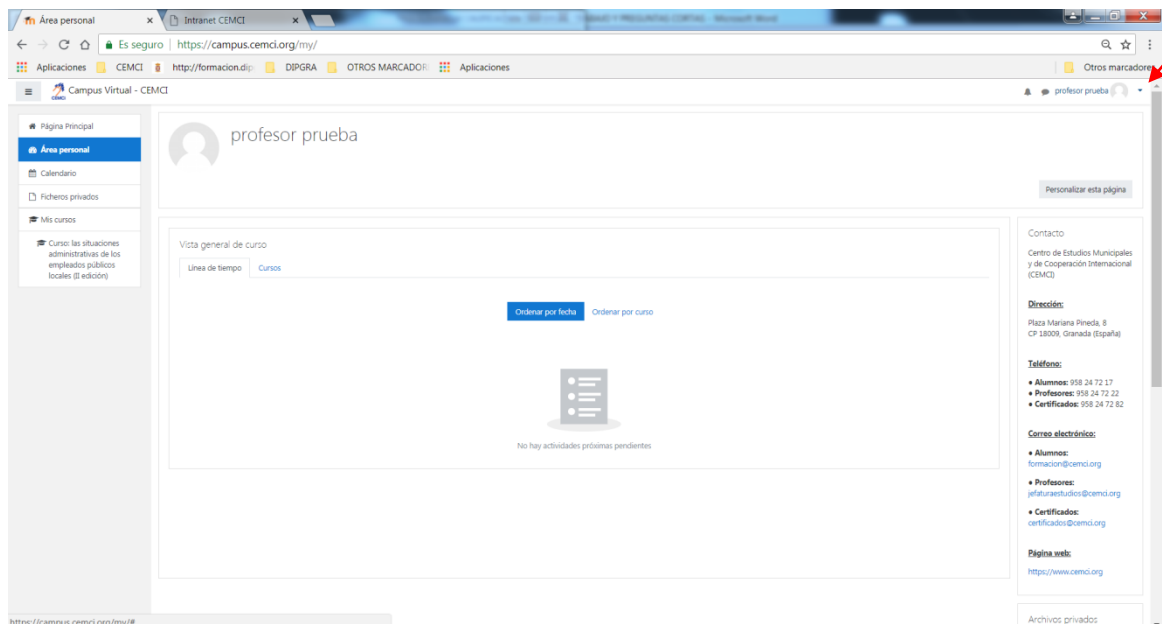 Área personal
Intranet CEMCI
Es seguro | https://campus.cemci.org/my/
Aplicaciones CEMCI http://formacion.dip DIPGRA OTROS MARCADOR Aplicaciones Otros marcadores
Campus Virtual - CEMCI
profesor prueba
Página Principal
Área personal
Calendario
Ficheros privados
Mis cursos
Curso: las situaciones
administrativas de los
empleados públicos
locales (II edición)
profesor prueba
Personalizar esta página
Vista general de curso
Línea de tiempo Cursos
Ordenar por fecha Ordenar por curso
No hay actividades próximas pendientes
Contacto
Centro de Estudios Municipales
y de Cooperación Internacional
(CEMCI)
Dirección:
Plaza Mariana Pineda, 8
CP 18009, Granada (España)
Teléfono:
• Alumnos: 958 24 72 17
• Profesores: 958 24 72 22
• Certificados: 958 24 72 82
Correo electrónico:
• Alumnos:
formacion@cemci.org
• Profesores:
jefaturaestudios@cemci.org
• Certificados:
certificados@cemci.org
Página web:
https://www.cemci.org
Archivos privados
https://campus.cemci.org/my/#